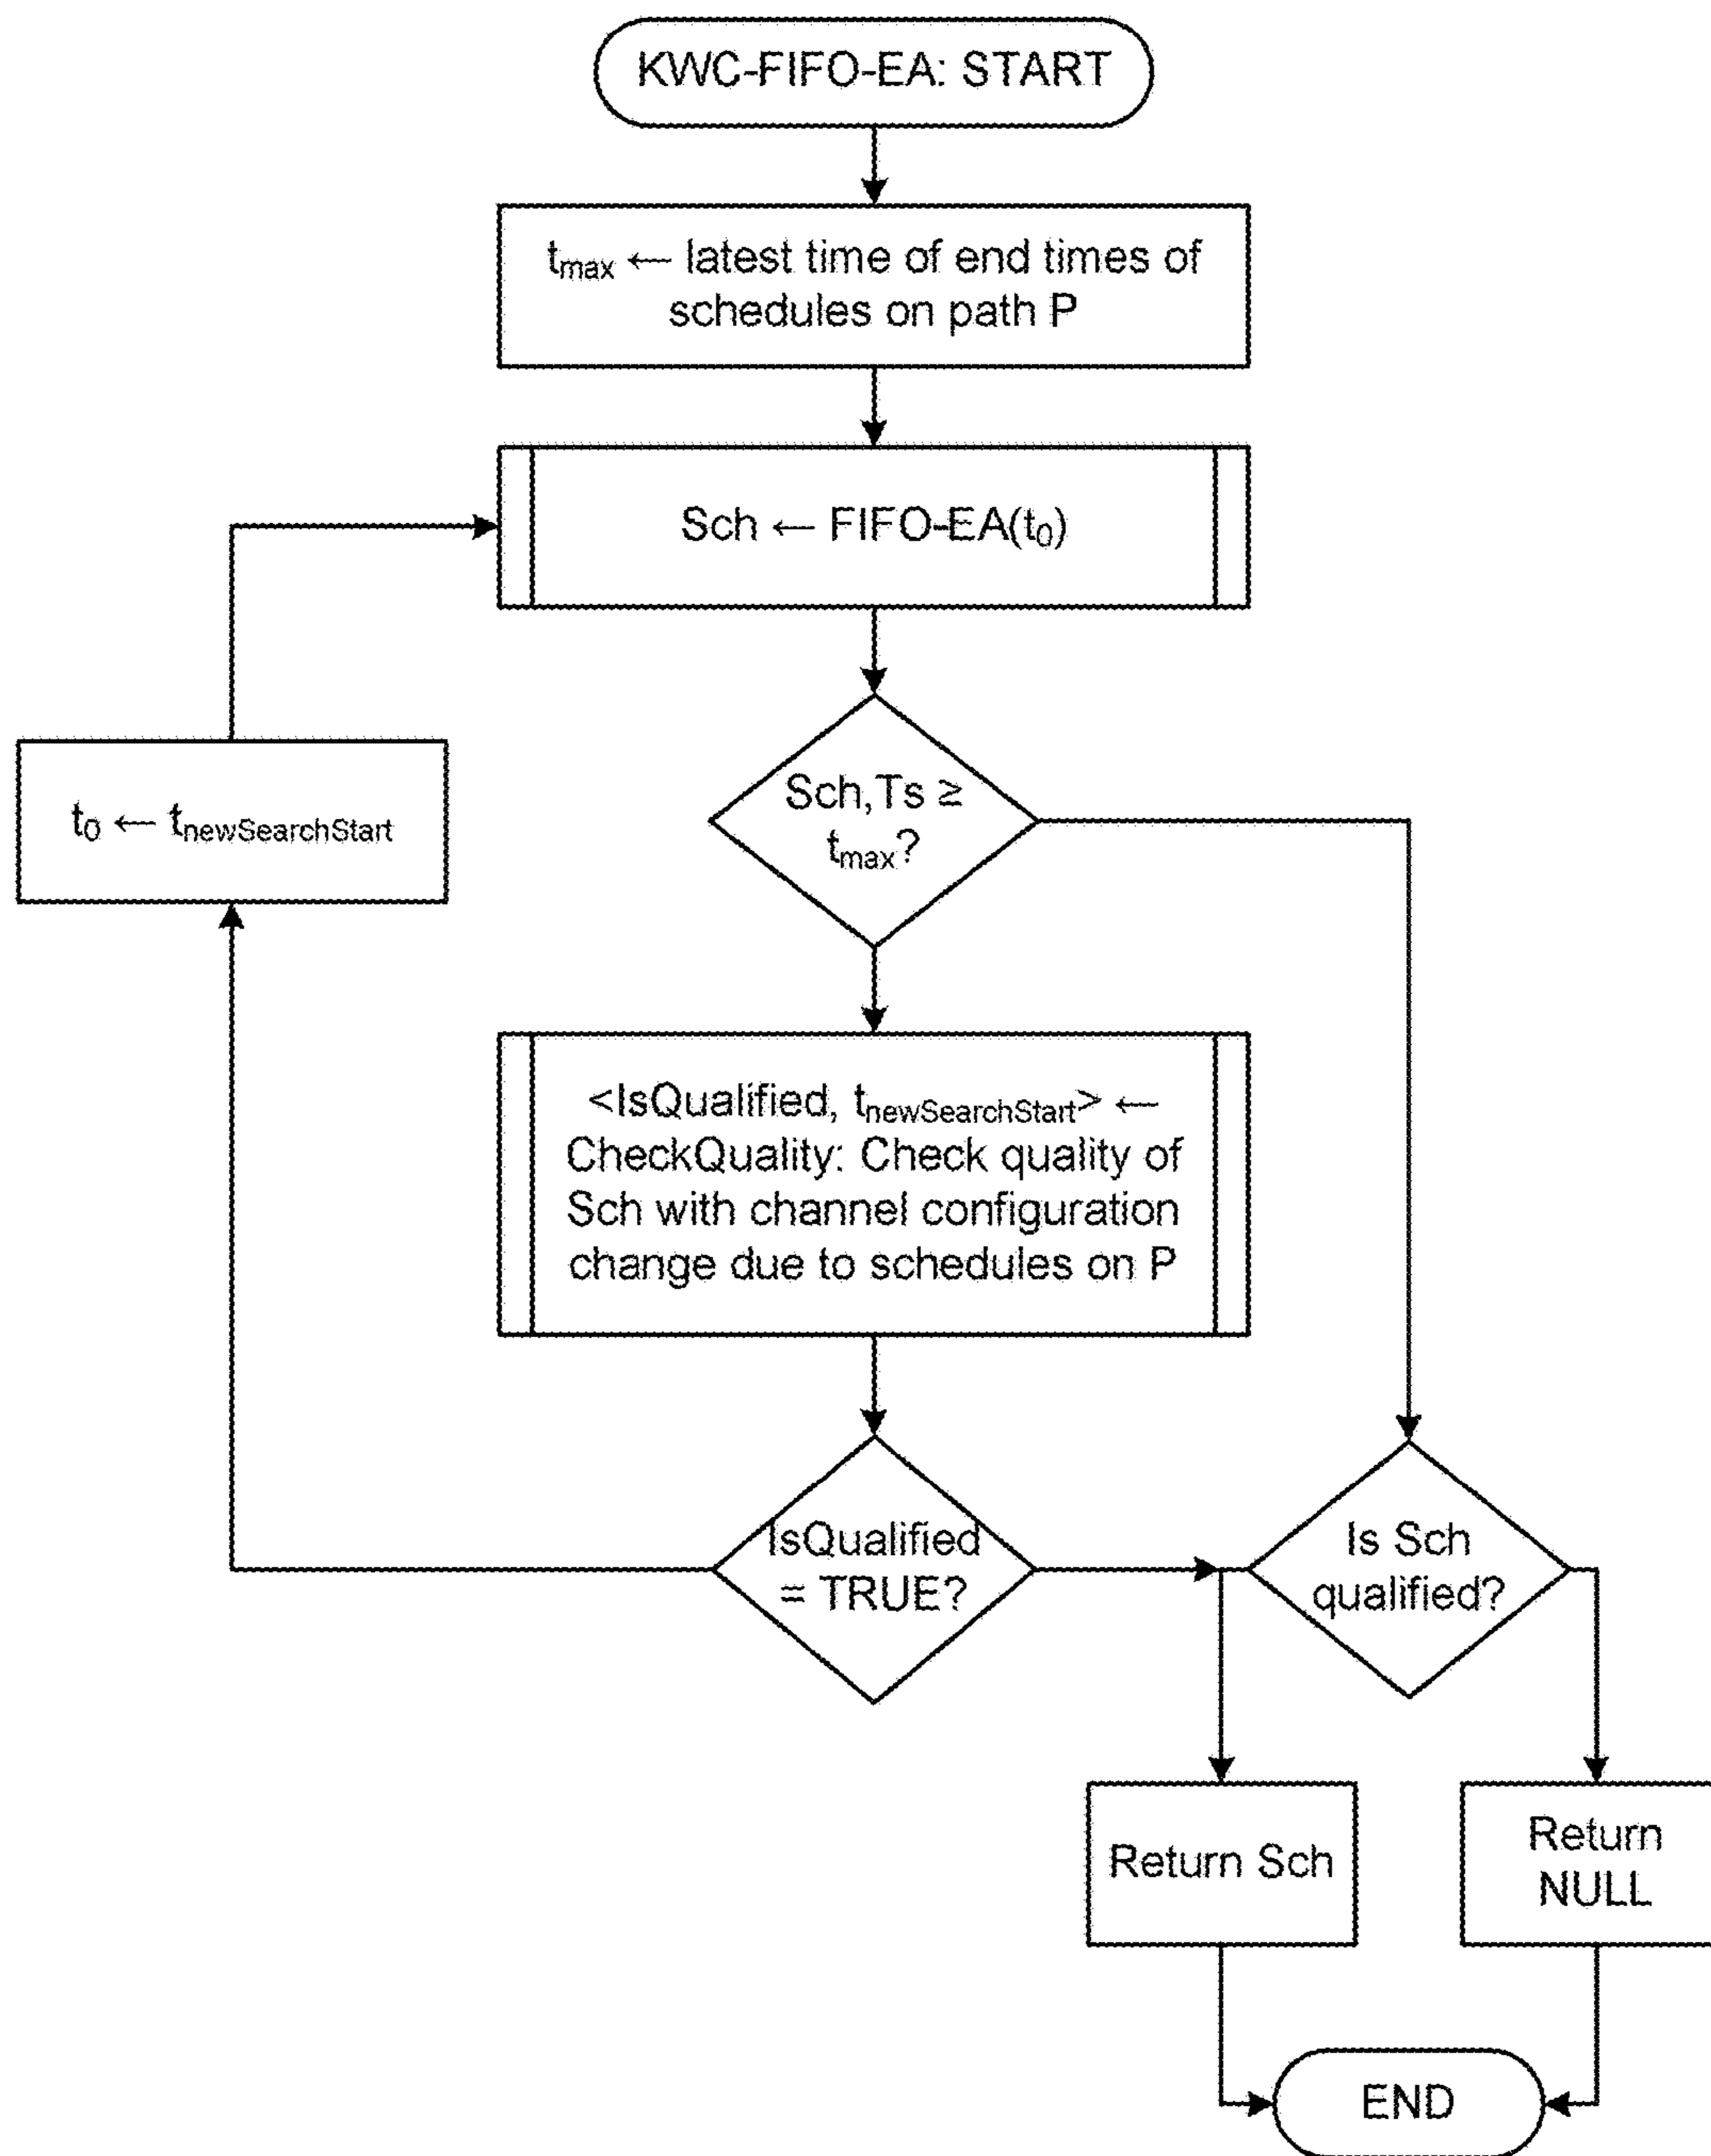 KWC-FIFO-EA: START
tmax ← latest time of end times of
schedules on path P
Sch ← FIFO-EA(t0)
Sch,Ts ≥
tmax?
t0 ← tnewSearchStart
<IsQualified, tnewSearchStart> ←
CheckQuality: Check quality of
Sch with channel configuration
change due to schedules on P
IsQualified
= TRUE?
Is Sch
qualified?
Return Sch
Return
NULL
END